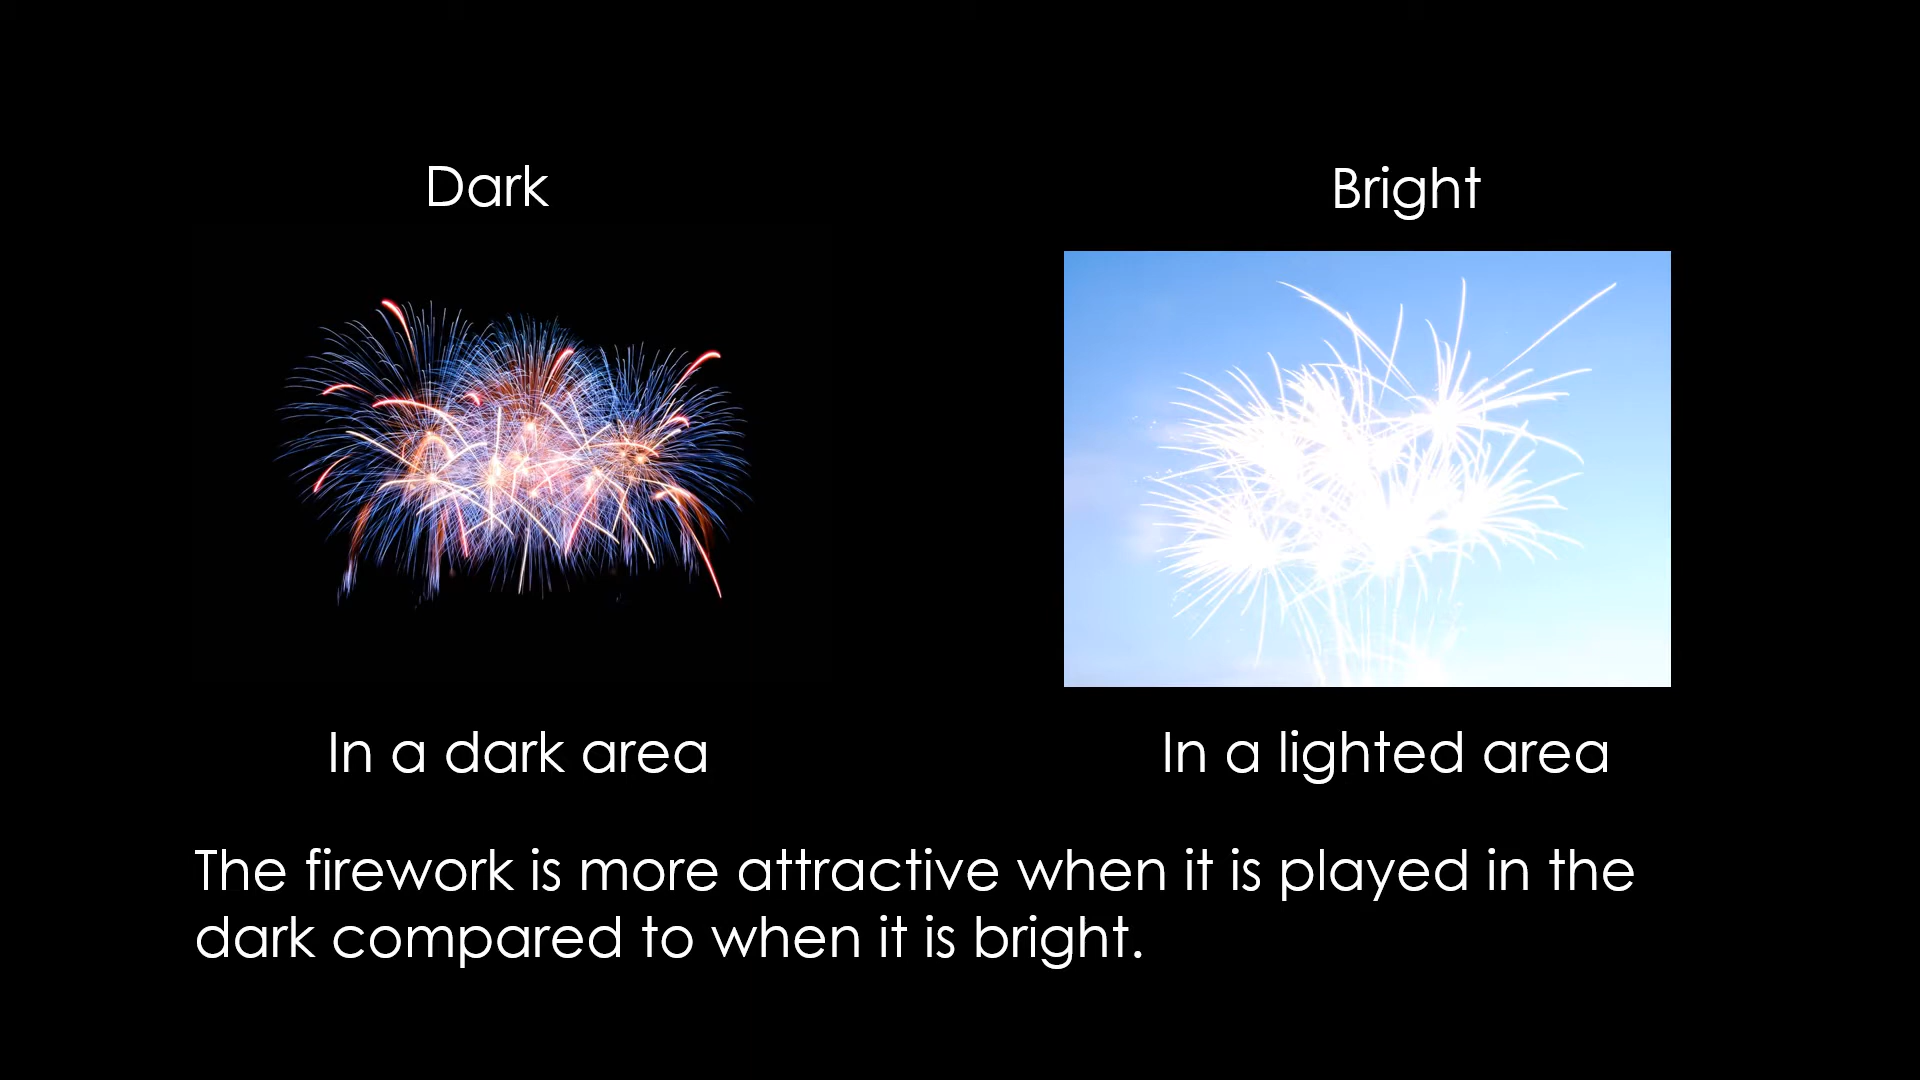 Dark
Bright
In a dark area
In a lighted area
The firework is more attractive when it is played in the
dark compared to when it is bright.